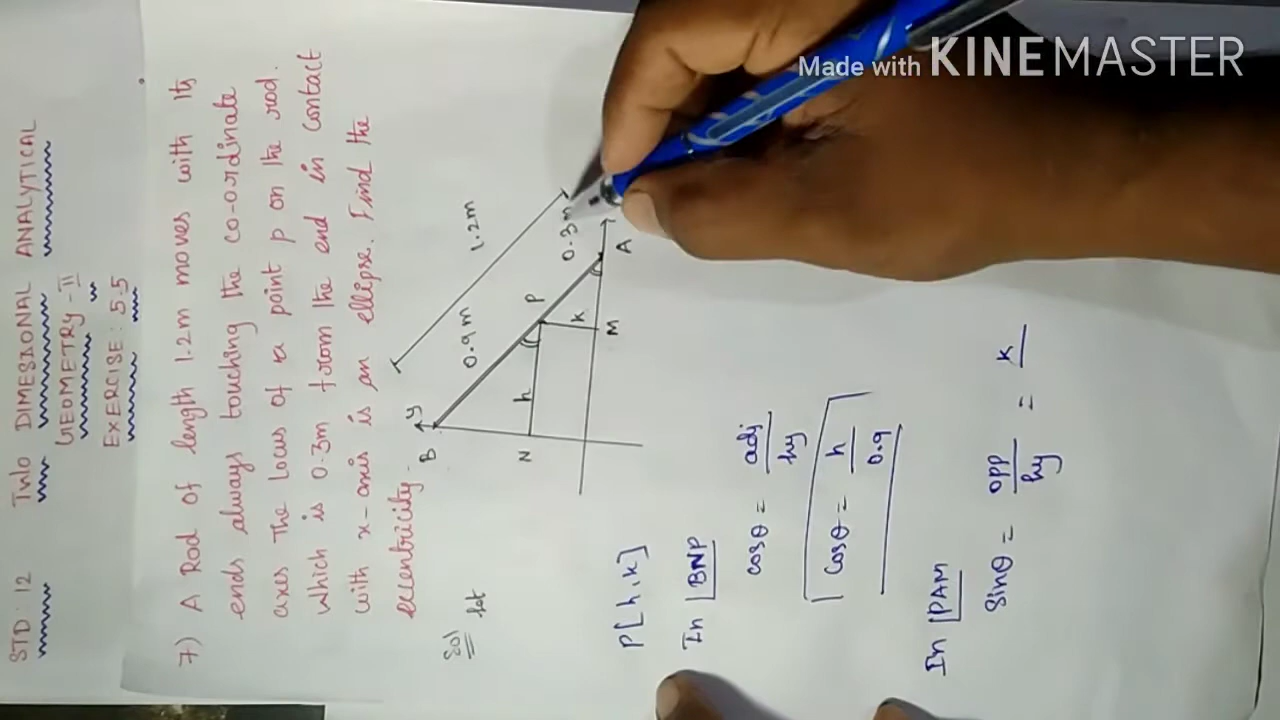 STD: 12 Two DIMESDONAL ANALYTICAL
GEOMETRY - II
EXERCISE: 5.5
7) A Rod of length 1.2m moves with Its
ends always touching the co-ordinate
axes The locus of a point p on the rod.
Which is 0.3m from the end in contact
with x-axis is an ellipse. Find the
eccentricity.
Sol
let
1.2m
0.9m
0.3m
B
y
P
h
k
N
M
A
P[h,k]
In BNP
cosθ = adj/hy
cosθ = h/0.9
In PAM
sinθ = opp/hy = k
Made with KINEMASTER